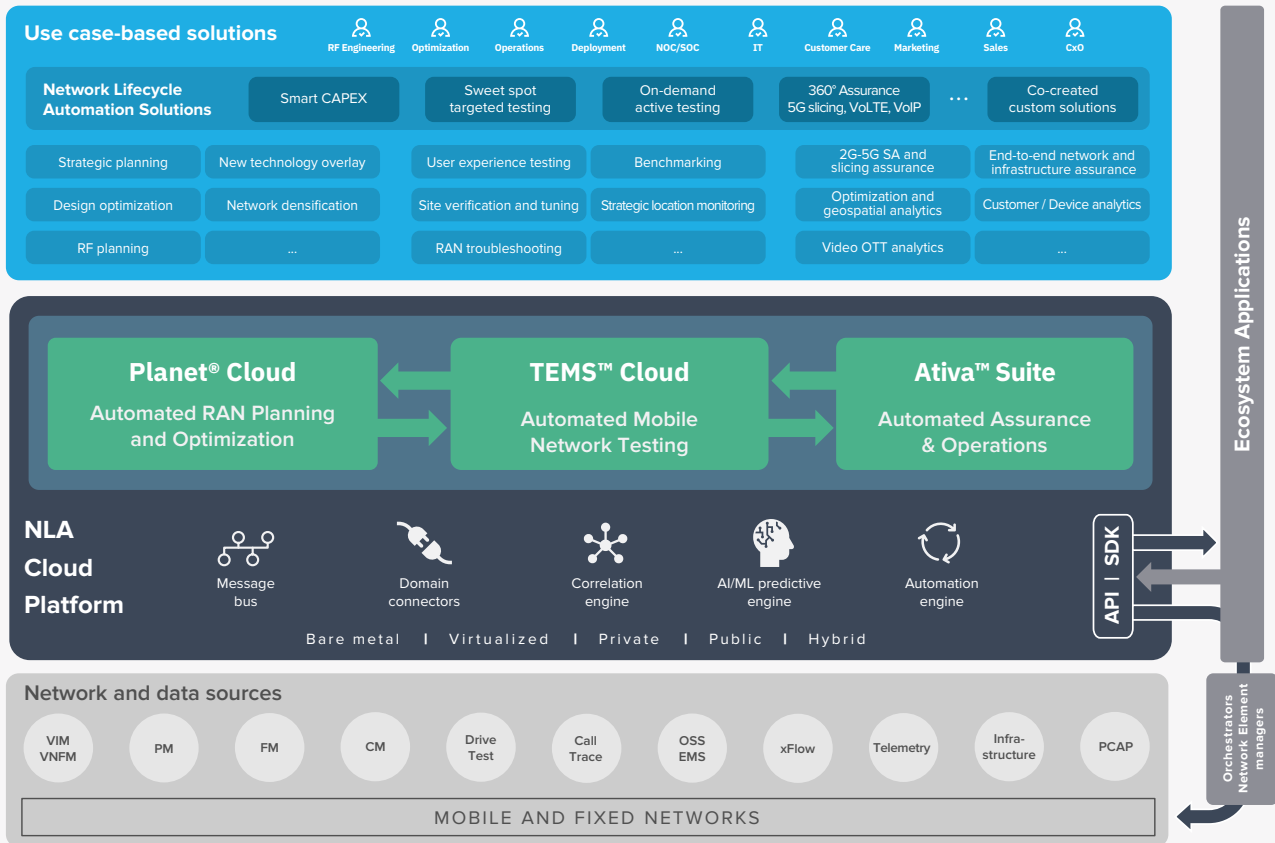 Use case-based solutions
RF Engineering
Optimization
Operations
Deployment
NOC/SOC
IT
Customer Care
Marketing
Sales
CxO
Network Lifecycle
Automation Solutions
Smart CAPEX
Sweet spot
targeted testing
On-demand
active testing
360° Assurance
5G slicing, VoLTE, VoIP
...
Co-created
custom solutions
Strategic planning
New technology overlay
User experience testing
Benchmarking
2G-5G SA and
slicing assurance
End-to-end network and
infrastructure assurance
Design optimization
Network densification
Site verification and tuning
Strategic location monitoring
Optimization and
geospatial analytics
Customer / Device analytics
RF planning
...
RAN troubleshooting
...
Video OTT analytics
...
Planet® Cloud
Automated RAN Planning
and Optimization
TEMS™ Cloud
Automated Mobile
Network Testing
Ativa™ Suite
Automated Assurance
& Operations
NLA
Cloud
Platform
Message
bus
Domain
connectors
Correlation
engine
AI/ML predictive
engine
Automation
engine
Bare metal | Virtualized | Private | Public | Hybrid
API | SDK
Ecosystem Applications
Orchestrators
Network Element
managers
Network and data sources
VIM
VNFM
PM
FM
CM
Drive
Test
Call
Trace
OSS
EMS
xFlow
Telemetry
Infra-
structure
PCAP
MOBILE AND FIXED NETWORKS